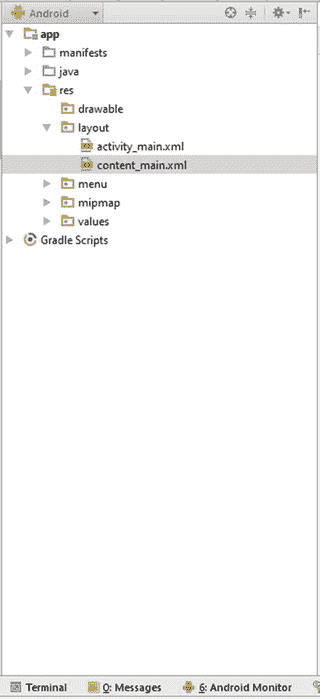 Android
app
manifests
java
res
drawable
layout
activity_main.xml
content_main.xml
menu
mipmap
values
Gradle Scripts
Terminal 0: Messages 6: Android Monitor